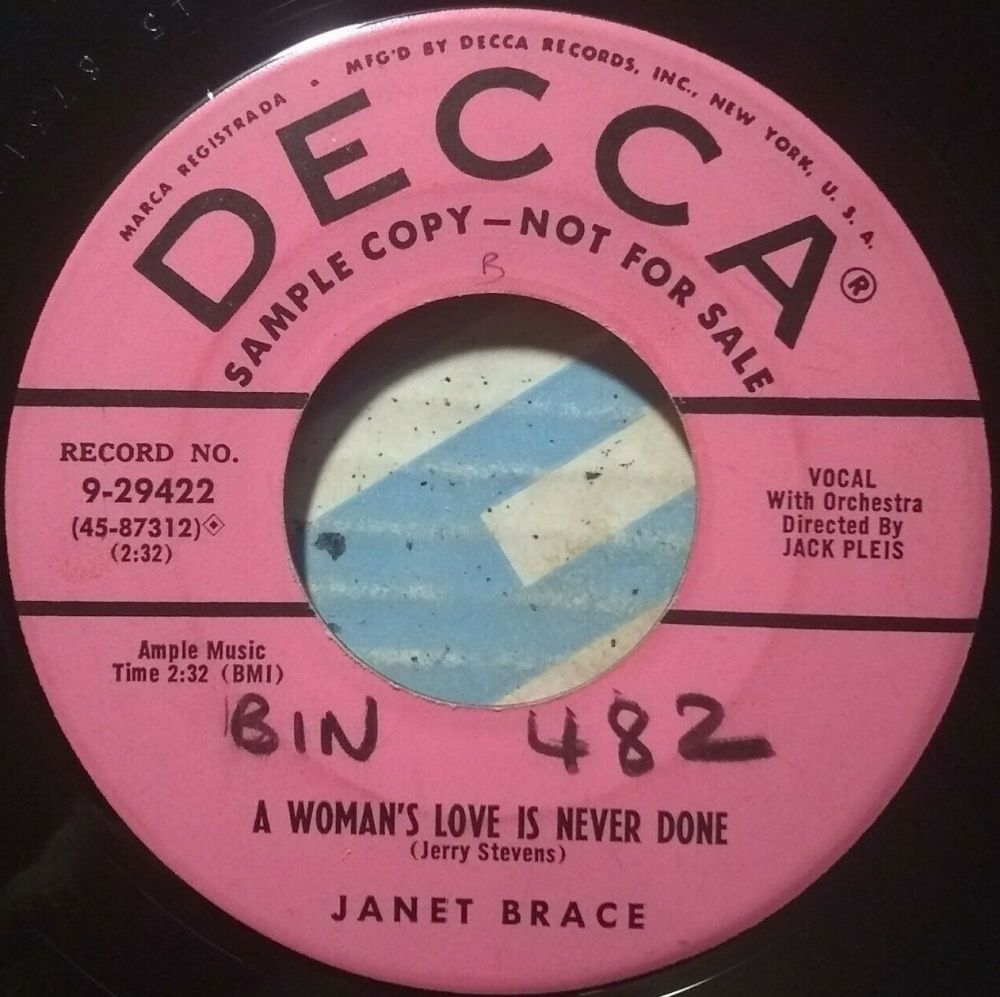 MARCA REGISTRADA • MFG'D BY DECCA RECORDS, INC., NEW YORK, U. S. A.
DECCA®
SAMPLE COPY—NOT FOR SALE
B
RECORD NO.
9-29422
(45-87312)
(2:32)
VOCAL
With Orchestra
Directed By
JACK PLEIS
Ample Music
Time 2:32 (BMI)
BIN 482
A WOMAN'S LOVE IS NEVER DONE
(Jerry Stevens)
JANET BRACE